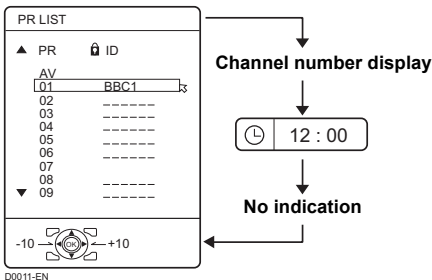 PR LIST
PR ID
AV
01 BBC1
02 ______
03 ______
04 ______
05 ______
06 ______
07
08 ______
09 ______
-10 OK +10
D0011-EN
Channel number display
12 : 00
No indication